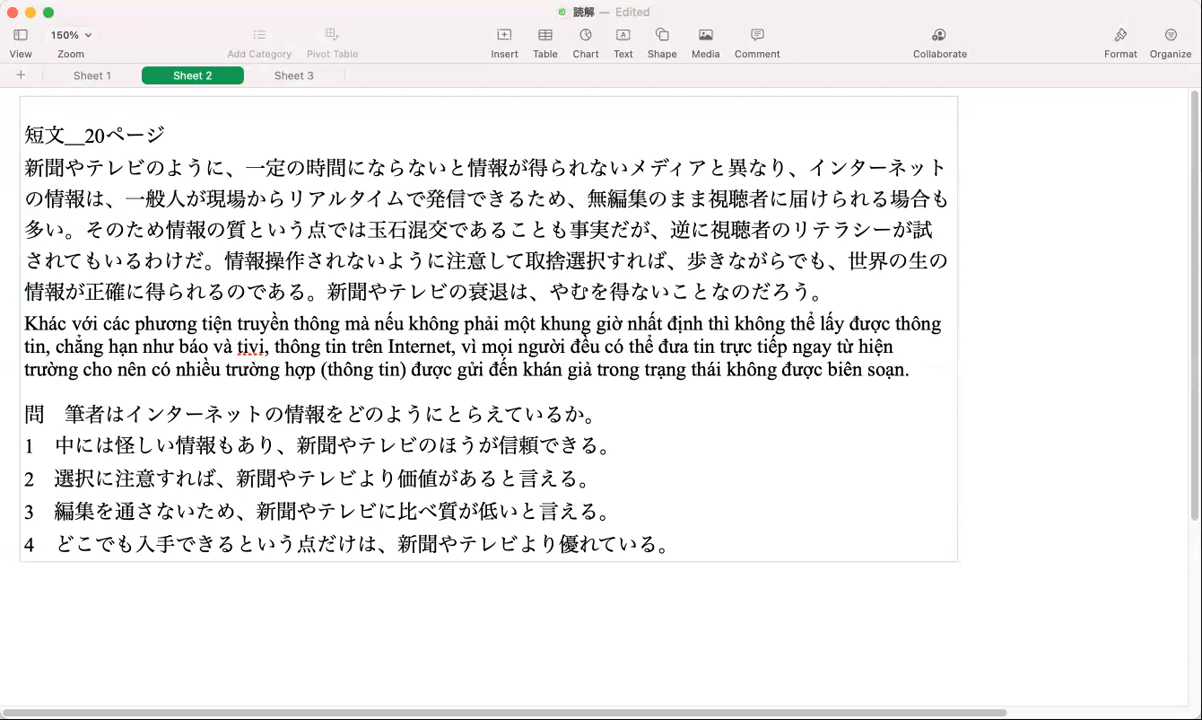 読解 — Edited
150%
View
Zoom
Add Category
Pivot Table
Insert
Table
Chart
Text
Shape
Media
Comment
Collaborate
Format
Organize
Sheet 1
Sheet 2
Sheet 3
短文__20ページ
新聞やテレビのように、一定の時間にならないと情報が得られないメディアと異なり、インターネット
の情報は、一般人が現場からリアルタイムで発信できるため、無編集のまま視聴者に届けられる場合も
多い。そのため情報の質という点では玉石混交であることも事実だが、逆に視聴者のリテラシーが試
されてもいるわけだ。情報操作されないように注意して取捨選択すれば、歩きながらでも、世界の生の
情報が正確に得られるのである。新聞やテレビの衰退は、やむを得ないことなのだろう。
Khác với các phương tiện truyền thông mà nếu không phải một khung giờ nhất định thì không thể lấy được thông
tin, chẳng hạn như báo và tivi, thông tin trên Internet, vì mọi người đều có thể đưa tin trực tiếp ngay từ hiện
trường cho nên có nhiều trường hợp (thông tin) được gửi đến khán giả trong trạng thái không được biên soạn.
問　筆者はインターネットの情報をどのようにとらえているか。
1　中には怪しい情報もあり、新聞やテレビのほうが信頼できる。
2　選択に注意すれば、新聞やテレビより価値があると言える。
3　編集を通さないため、新聞やテレビに比べ質が低いと言える。
4　どこでも入手できるという点だけは、新聞やテレビより優れている。